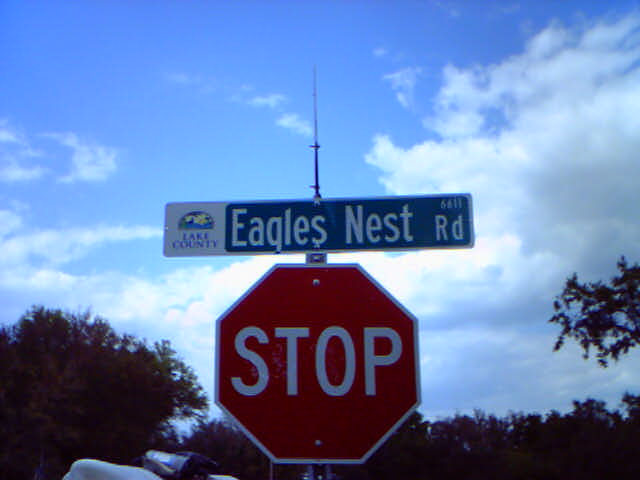 LAKE
COUNTY
Eagles Nest Rd
6611
STOP